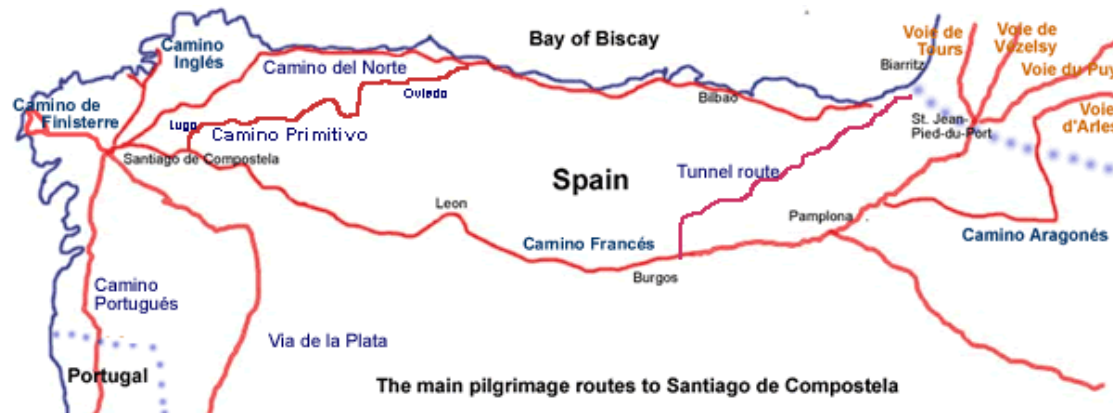 Bay of Biscay
Camino
Inglés
Camino del Norte
Voie de
Tours
Voie de
Vezelsy
Voie du Puy
Biarritz
Camino de
Finisterre
Oviedo
Bilbao
Voie
d'Arles
Lugo
Camino Primitivo
St. Jean-
Pied-du-Port
Santiago de Compostela
Spain
Tunnel route
Leon
Pamplona
Camino Francés
Camino Aragonés
Burgos
Camino
Portugués
Via de la Plata
Portugal
The main pilgrimage routes to Santiago de Compostela